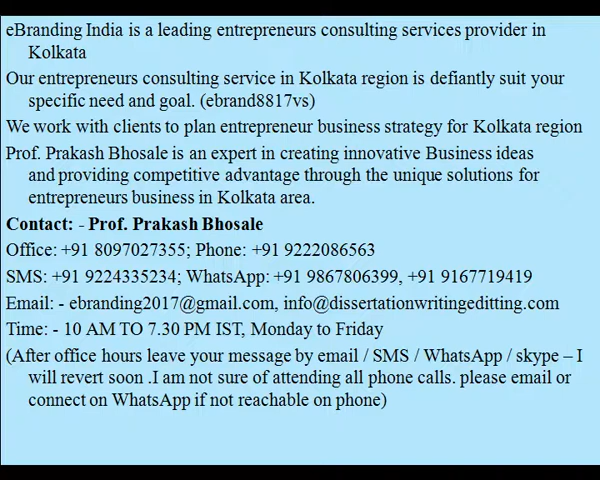 eBranding India is a leading entrepreneurs consulting services provider in
Kolkata
Our entrepreneurs consulting service in Kolkata region is defiantly suit your
specific need and goal. (ebrand8817vs)
We work with clients to plan entrepreneur business strategy for Kolkata region
Prof. Prakash Bhosale is an expert in creating innovative Business ideas
and providing competitive advantage through the unique solutions for
entrepreneurs business in Kolkata area.
Contact: - Prof. Prakash Bhosale
Office: +91 8097027355; Phone: +91 9222086563
SMS: +91 9224335234; WhatsApp: +91 9867806399, +91 9167719419
Email: - ebranding2017@gmail.com, info@dissertationwritingeditting.com
Time: - 10 AM TO 7.30 PM IST, Monday to Friday
(After office hours leave your message by email / SMS / WhatsApp / skype – I
will revert soon .I am not sure of attending all phone calls. please email or
connect on WhatsApp if not reachable on phone)